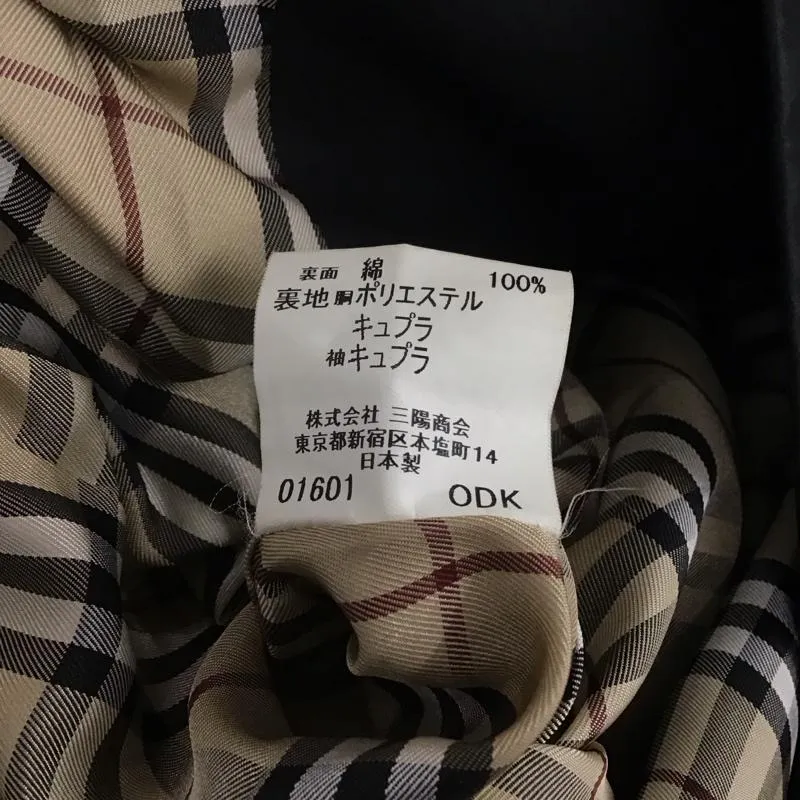 裏面 綿 100%
裏地 胴 ポリエステル
キュプラ
袖 キュプラ
株式会社 三陽商会
東京都新宿区本塩町14
日本製
01601 ODK